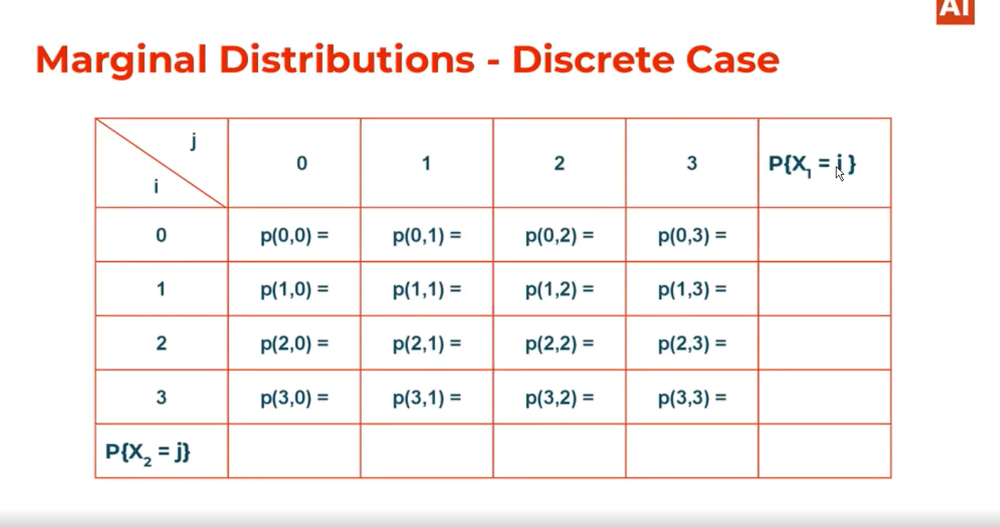 AI
Marginal Distributions - Discrete Case
j
i
0 1 2 3 P{X₁ = i }
0 p(0,0) = p(0,1) = p(0,2) = p(0,3) =
1 p(1,0) = p(1,1) = p(1,2) = p(1,3) =
2 p(2,0) = p(2,1) = p(2,2) = p(2,3) =
3 p(3,0) = p(3,1) = p(3,2) = p(3,3) =
P{X₂ = j}